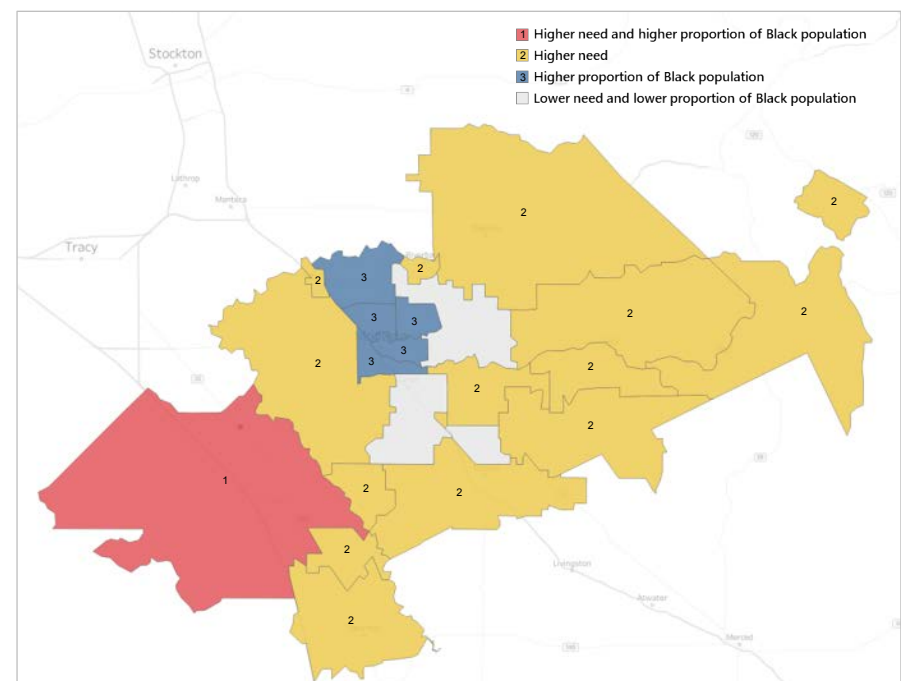 1 Higher need and higher proportion of Black population
2 Higher need
3 Higher proportion of Black population
Lower need and lower proportion of Black population
Stockton
Lathrop
Manteca
Tracy
2
2
2
2
3
2
2
3
3
3
3
2
2
2
2
1
2
2
2
2
Livingston
Atwater
Merced